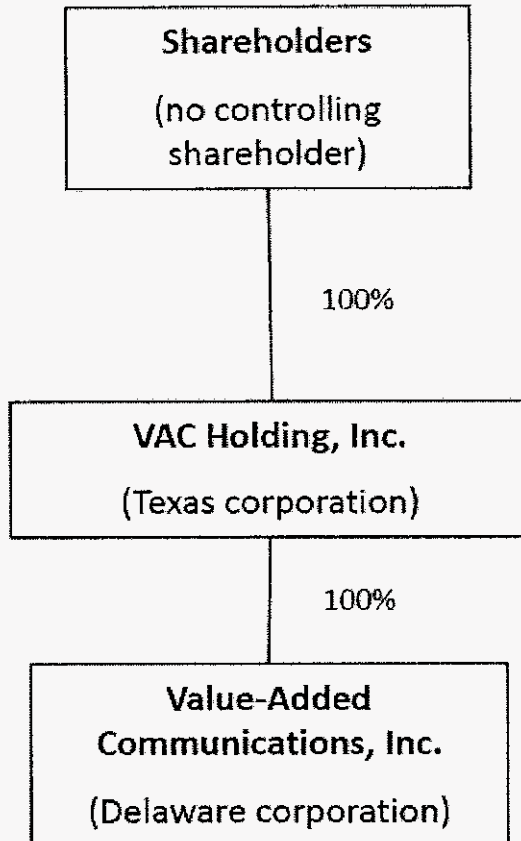 Shareholders
(no controlling
shareholder)
100%
VAC Holding, Inc.
(Texas corporation)
100%
Value-Added
Communications, Inc.
(Delaware corporation)